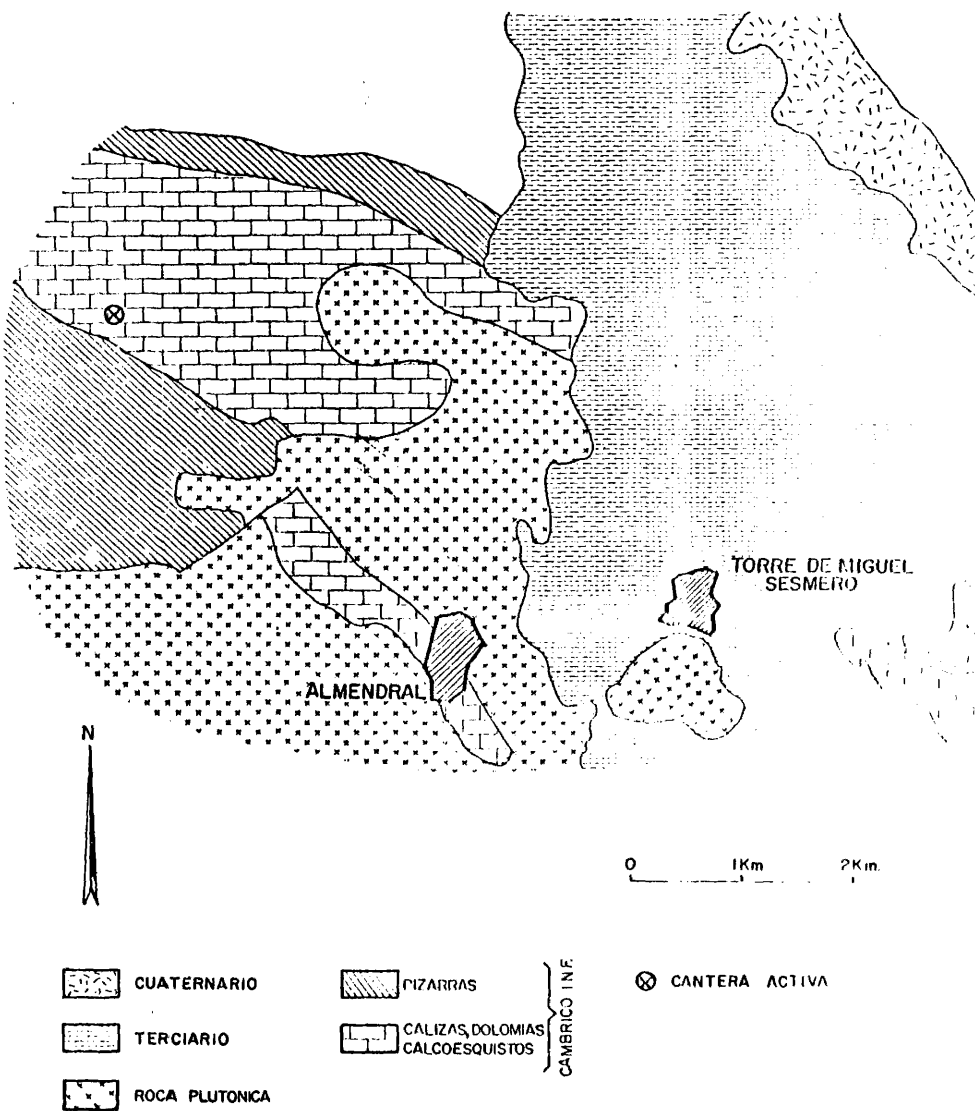 TORRE DE MIGUEL
SESMERO
ALMENDRAL
N
0 1Km 2Km.
CUATERNARIO
TERCIARIO
ROCA PLUTONICA
PIZARRAS
CALIZAS, DOLOMIAS
CALCOESQUISTOS
CÁMBRICO INF.
CANTERA ACTIVA